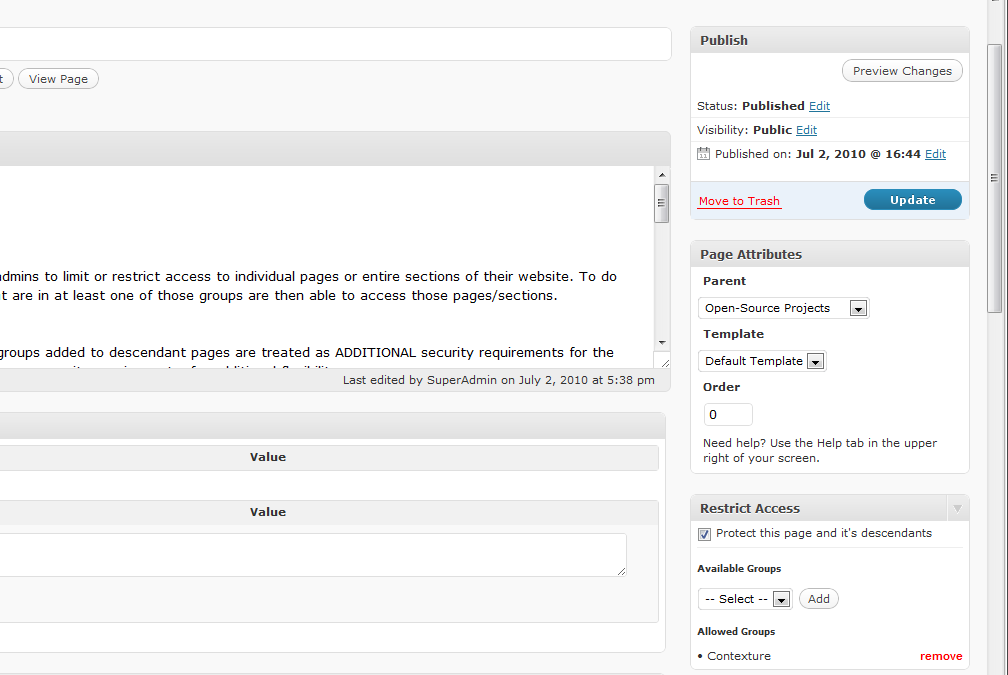 t View Page
admins to limit or restrict access to individual pages or entire sections of their website. To do
t are in at least one of those groups are then able to access those pages/sections.
groups added to descendant pages are treated as ADDITIONAL security requirements for the
Last edited by SuperAdmin on July 2, 2010 at 5:38 pm
Value
Value
0
Publish
Preview Changes
Status: Published Edit
Visibility: Public Edit
11 Published on: Jul 2, 2010 @ 16:44 Edit
Move to Trash Update
Page Attributes
Parent
Open-Source Projects
Template
Default Template
Order
0
Need help? Use the Help tab in the upper
right of your screen.
Restrict Access
Protect this page and it's descendants
Available Groups
-- Select -- Add
Allowed Groups
• Contexture remove